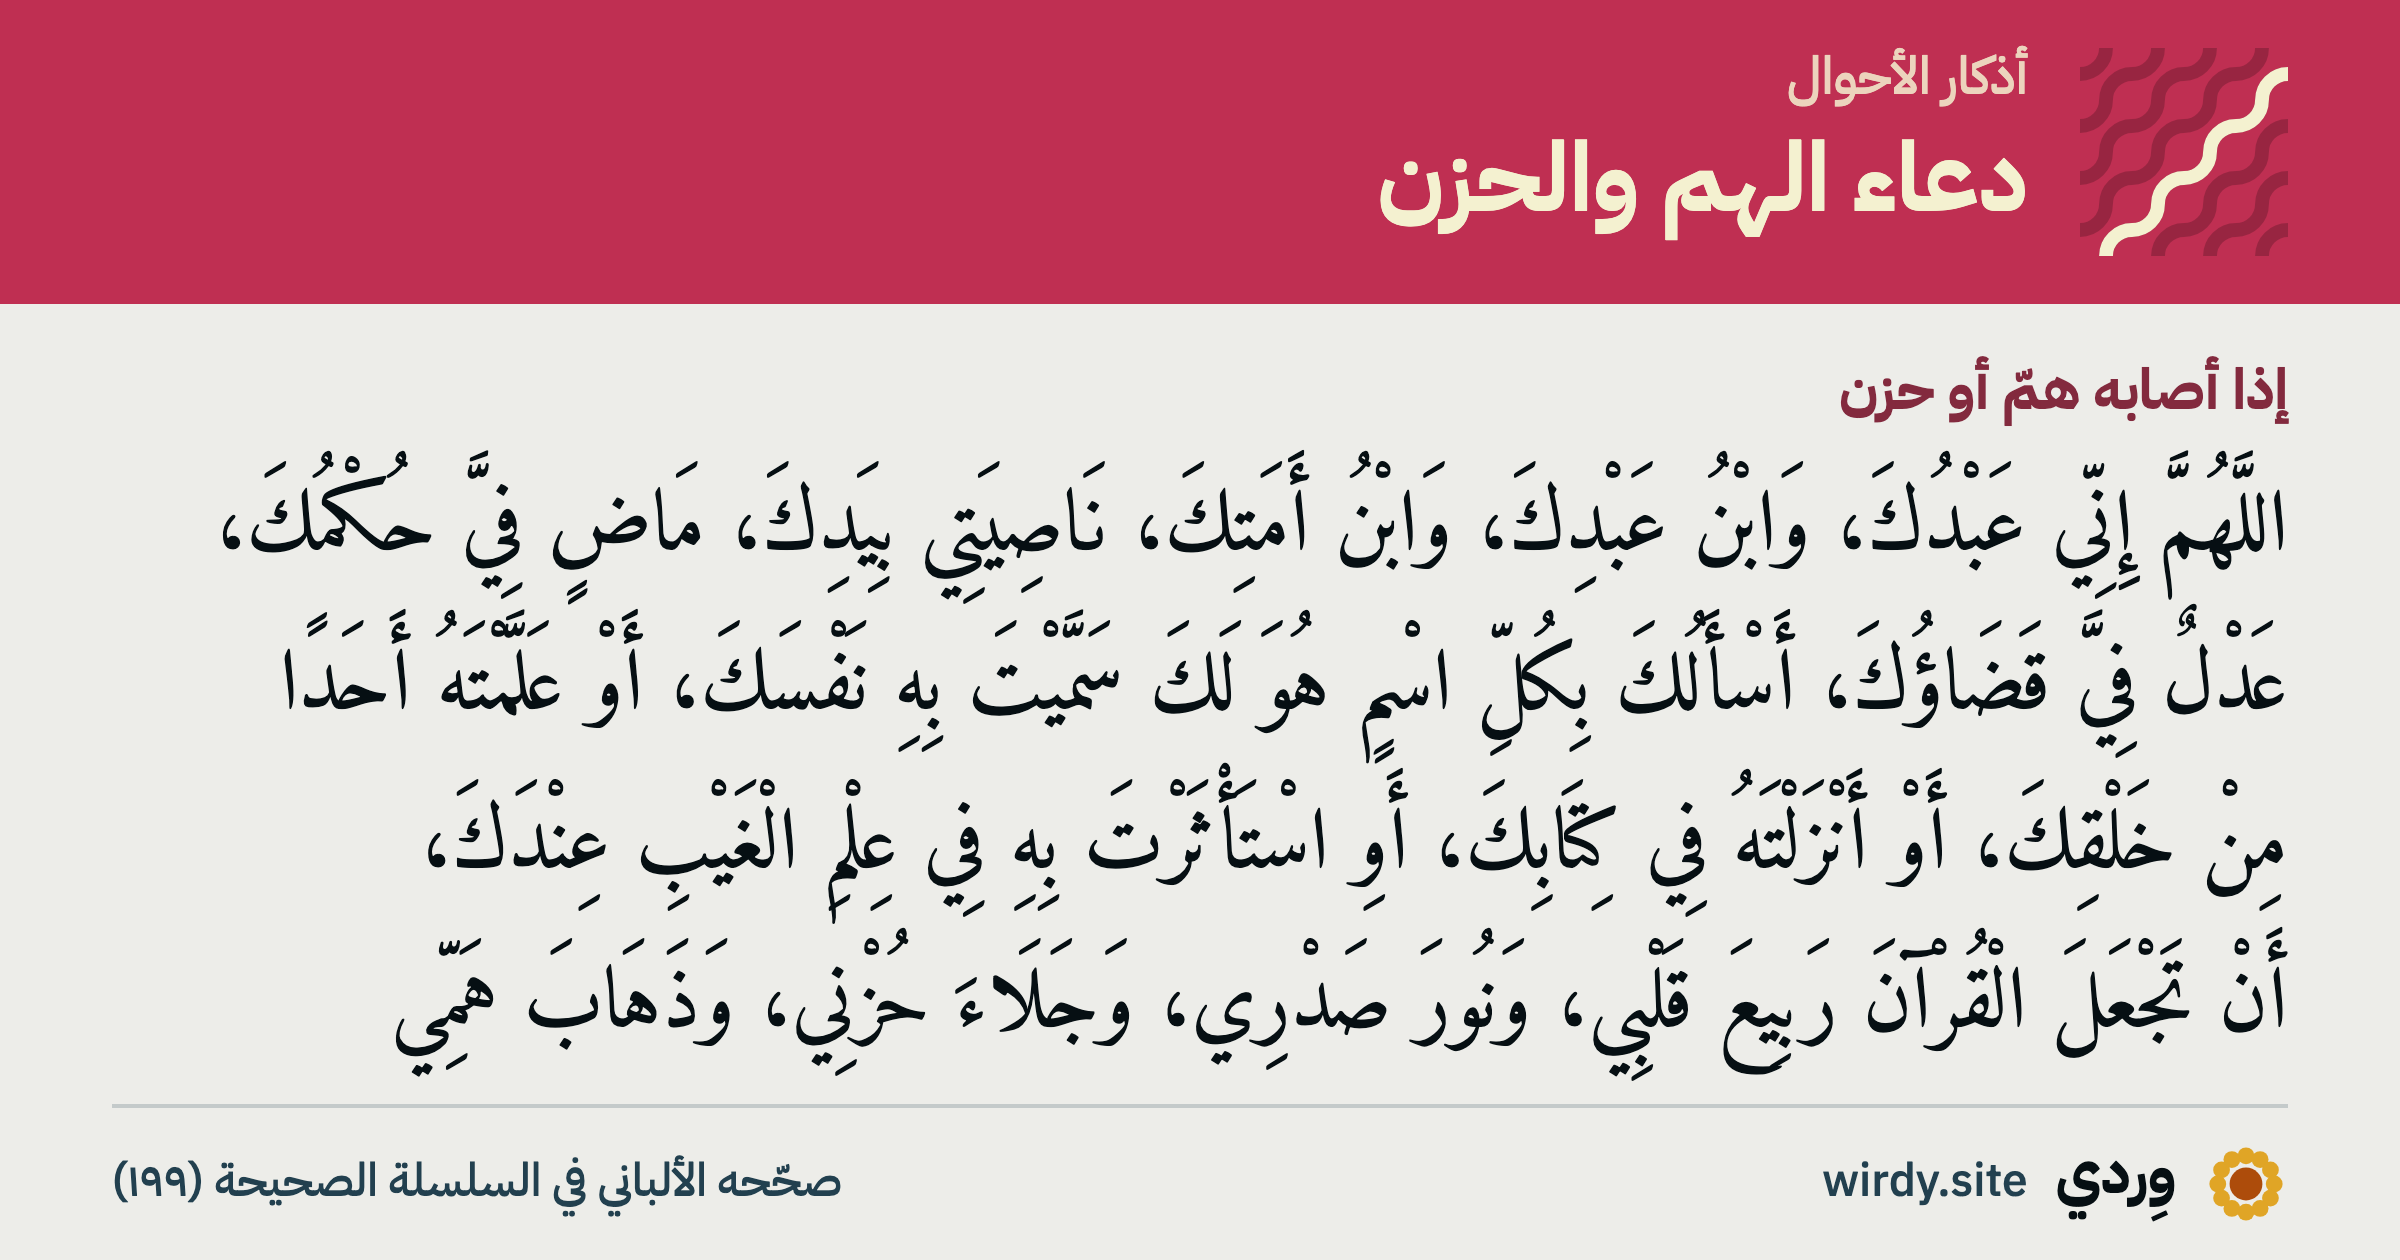 أذكار الأحوال
دعاء الهم والحزن
إذا أصابه همّ أو حزن
اللَّهُمَّ إِنِّي عَبْدُكَ، وَابْنُ عَبْدِكَ، وَابْنُ أَمَتِكَ، نَاصِيَتِي بِيَدِكَ، مَاضٍ فِيَّ حُكْمُكَ،
عَدْلٌ فِيَّ قَضَاؤُكَ، أَسْأَلُكَ بِكُلِّ اسْمٍ هُوَ لَكَ سَمَّيْتَ بِهِ نَفْسَكَ، أَوْ عَلَّمْتَهُ أَحَدًا
مِنْ خَلْقِكَ، أَوْ أَنْزَلْتَهُ فِي كِتَابِكَ، أَوِ اسْتَأْثَرْتَ بِهِ فِي عِلْمِ الْغَيْبِ عِنْدَكَ،
أَنْ تَجْعَلَ الْقُرْآنَ رَبِيعَ قَلْبِي، وَنُورَ صَدْرِي، وَجَلَاءَ حُزْنِي، وَذَهَابَ هَمِّي
وِردي wirdy.site
صحّحه الألباني في السلسلة الصحيحة (١٩٩)